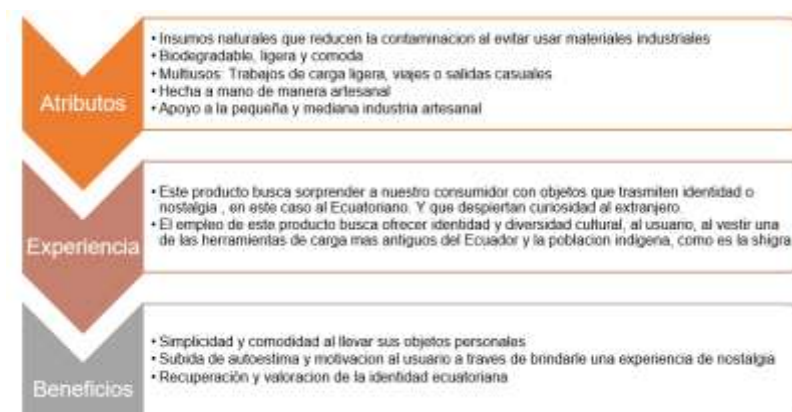 Atributos
• Insumos naturales que reducen la contaminacion al evitar usar materiales industriales
• Biodegradable, ligera y comoda
• Multiusos: Trabajos de carga ligera, viajes o salidas casuales
• Hecha a mano de manera artesanal
• Apoyo a la pequeña y mediana industria artesanal
Experiencia
• Este producto busca sorprender a nuestro consumidor con objetos que trasmiten identidad o
nostalgia , en este caso al Ecuatoriano. Y que despiertan curiosidad al extranjero.
• El empleo de este producto busca ofrecer identidad y diversidad cultural, al usuario, al vestir una
de las herramientas de carga mas antiguos del Ecuador y la poblacion indigena, como es la shigra
Beneficios
• Simplicidad y comodidad al llevar sus objetos personales
• Subida de autoestima y motivacion al usuario a traves de brindarle una experiencia de nostalgia
• Recuperación y valoracion de la identidad ecuatoriana